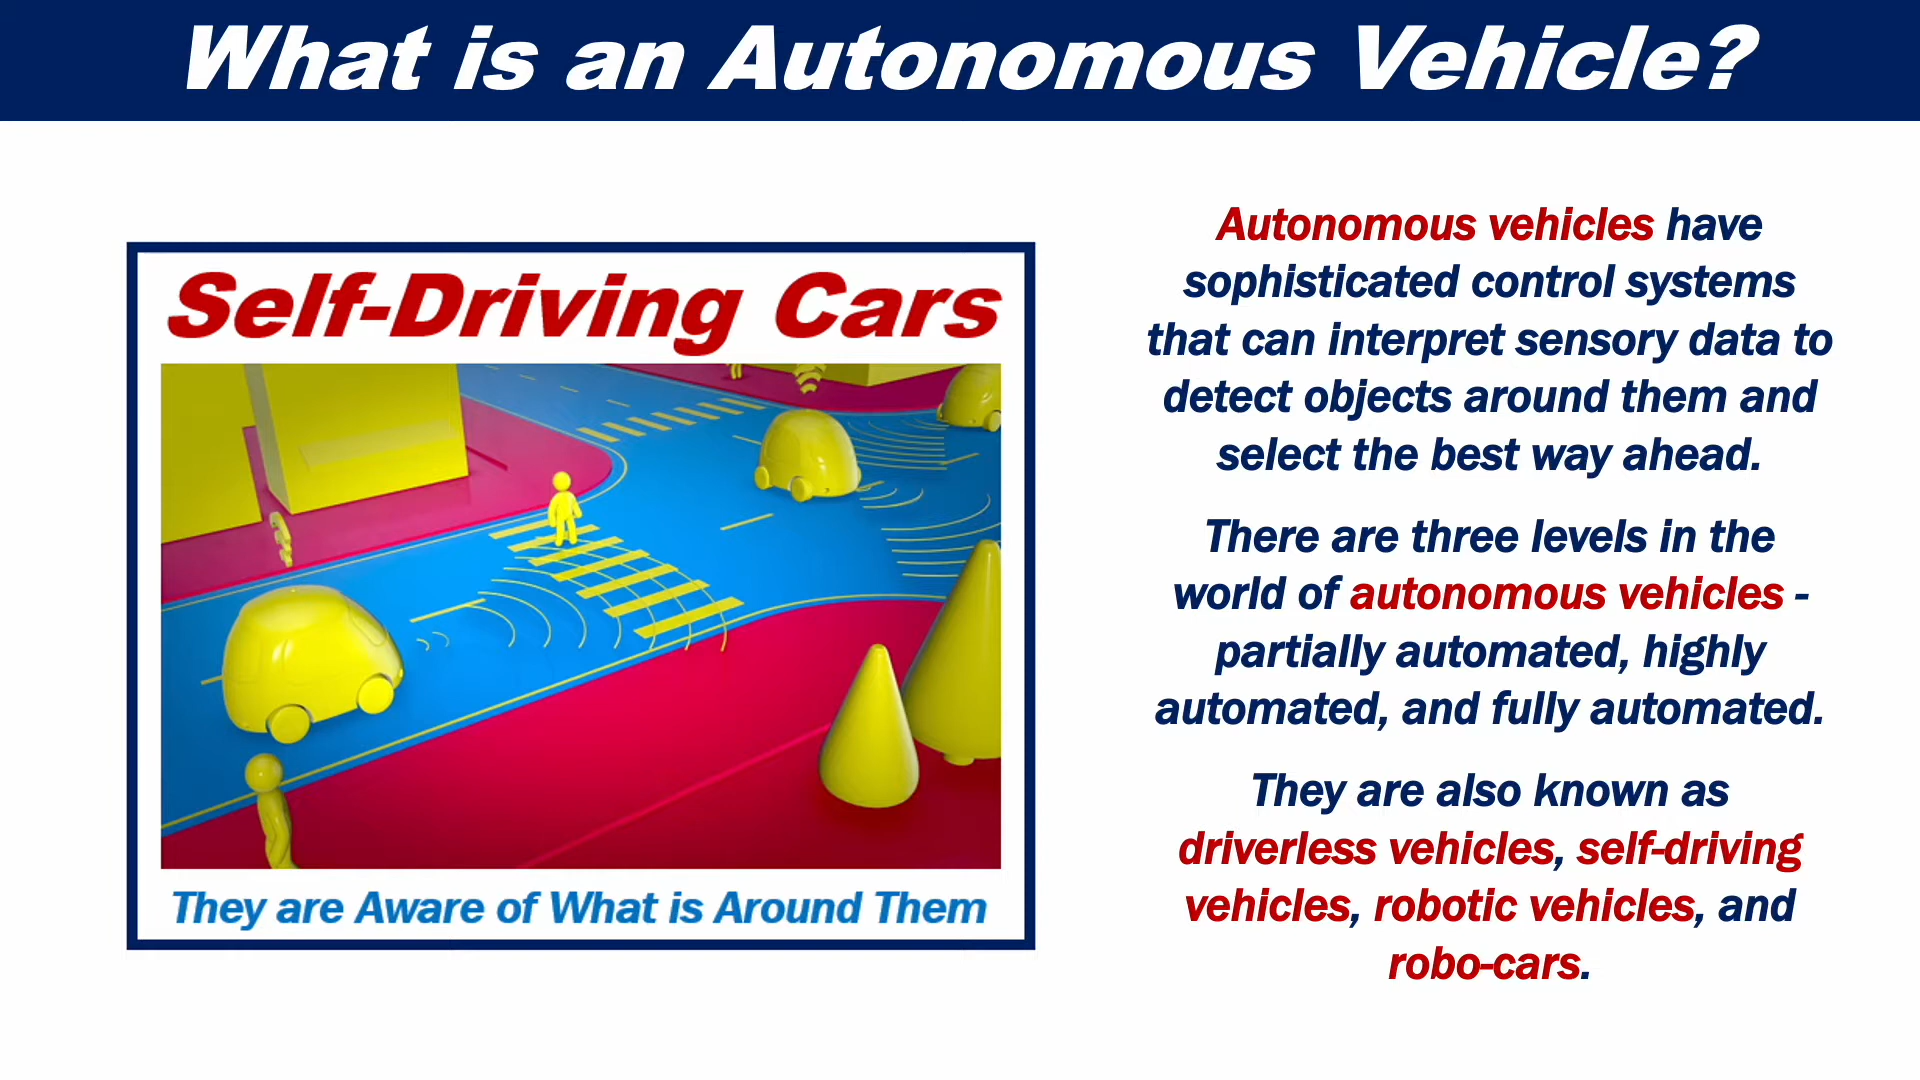 What is an Autonomous Vehicle?
Self-Driving Cars
They are Aware of What is Around Them
Autonomous vehicles have
sophisticated control systems
that can interpret sensory data to
detect objects around them and
select the best way ahead.
There are three levels in the
world of autonomous vehicles -
partially automated, highly
automated, and fully automated.
They are also known as
driverless vehicles, self-driving
vehicles, robotic vehicles, and
robo-cars.